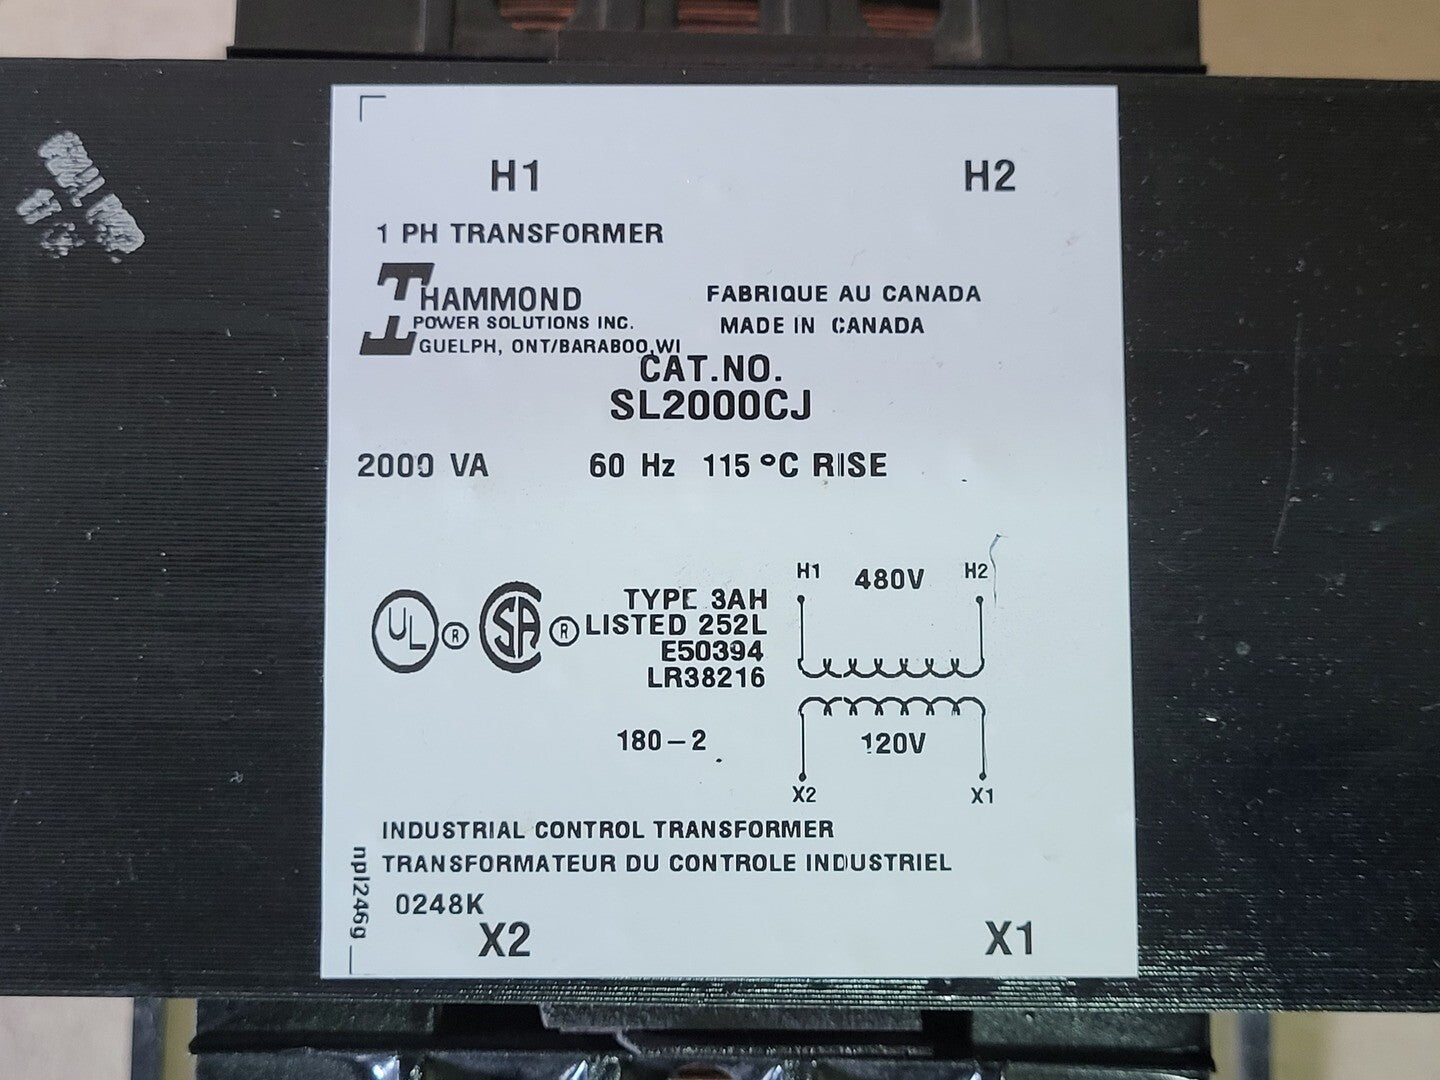 H1 H2
1 PH TRANSFORMER
HAMMOND
POWER SOLUTIONS INC.
GUELPH, ONT/BARABOO,WI
FABRIQUE AU CANADA
MADE IN CANADA
CAT.NO.
SL2000CJ
2000 VA 60 Hz 115 °C RISE
UL ® SA ®
TYPE 3AH
LISTED 252L
E50394
LR38216
180-2
H1 480V H2
120V
X2 X1
INDUSTRIAL CONTROL TRANSFORMER
TRANSFORMATEUR DU CONTROLE INDUSTRIEL
0248K
npl246g
X2 X1